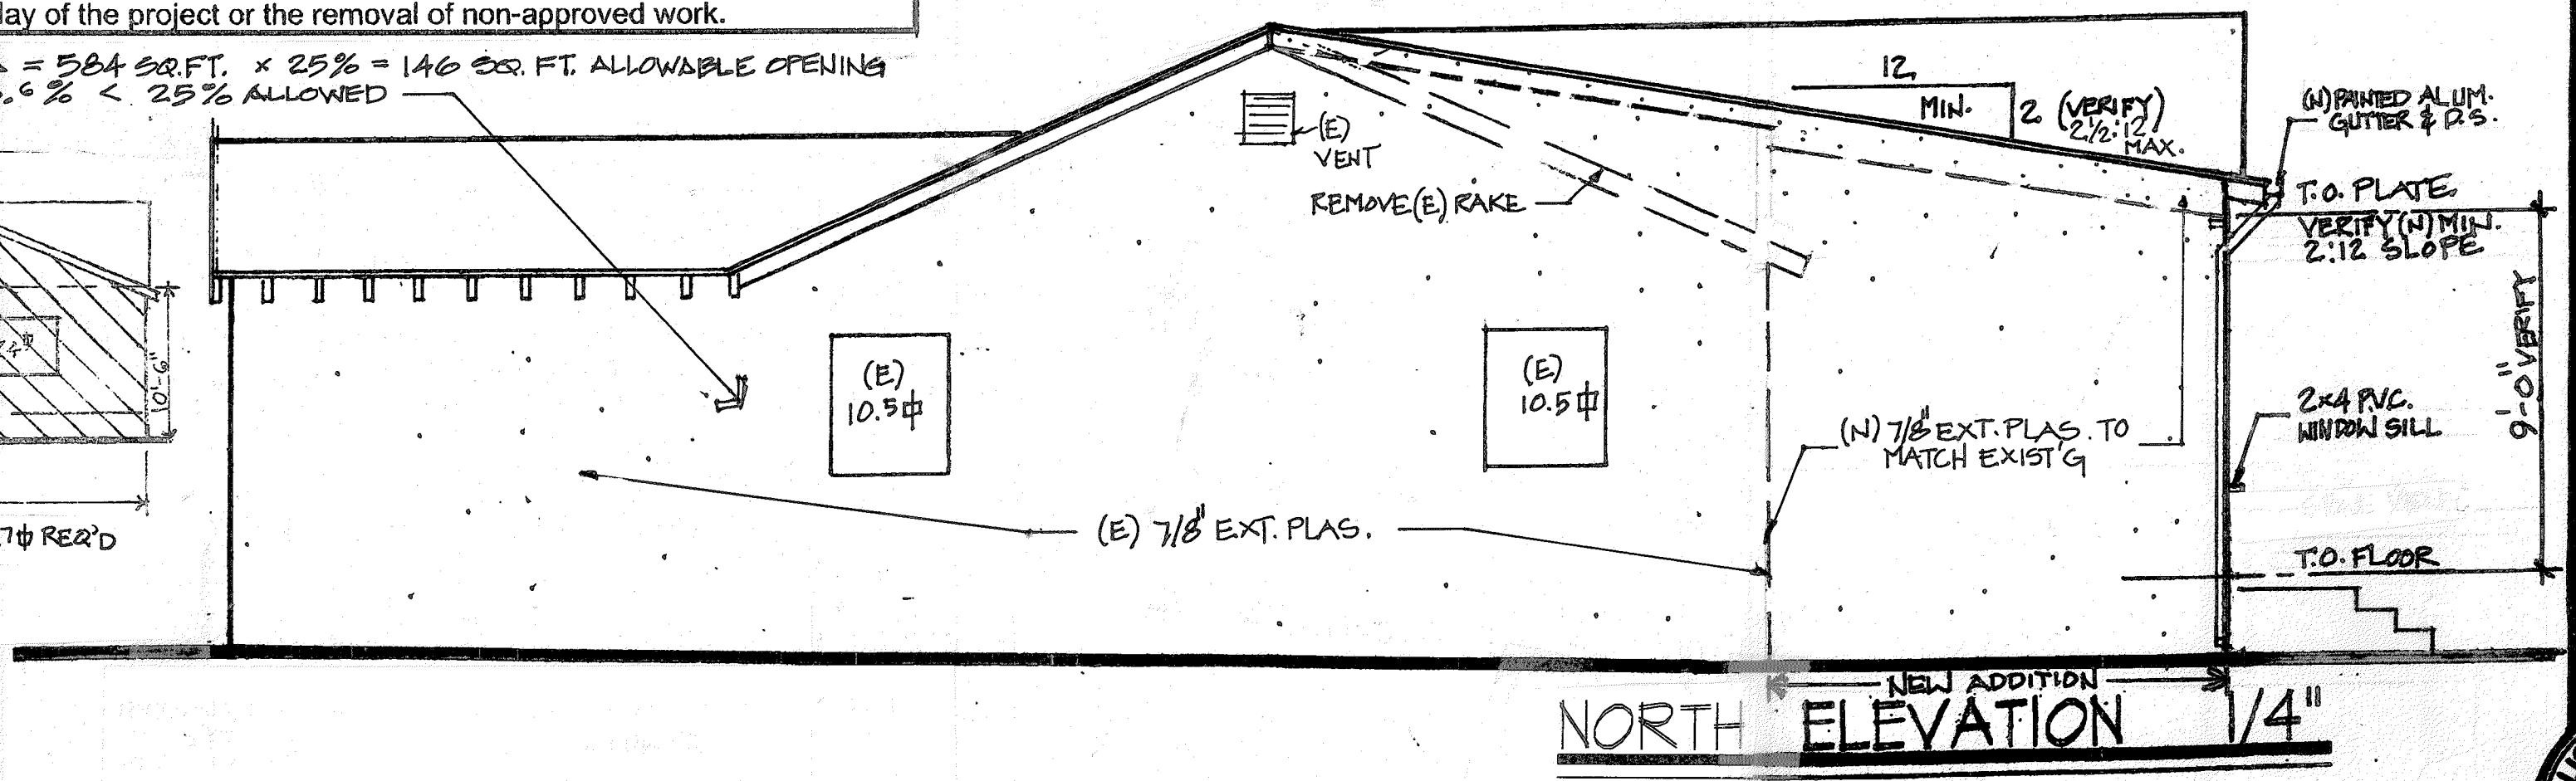 lay of the project or the removal of non-approved work.
= 584 SQ.FT. x 25% = 146 SQ. FT. ALLOWABLE OPENING
.6% < 25% ALLOWED
12
MIN.
2 (VERIFY)
2 1/2:12
MAX.
(N) PAINTED ALUM.
GUTTER & D.S.
(E)
VENT
REMOVE (E) RAKE
T.O. PLATE
VERIFY (N) MIN.
2:12 SLOPE
10'-6"
(E)
10.5⏍
(E)
10.5⏍
9'-0" VERIFY
(N) 7/8" EXT. PLAS. TO
MATCH EXIST'G
2x4 P.V.C.
WINDOW SILL
(E) 7/8" EXT. PLAS.
REQ'D
T.O. FLOOR
NEW ADDITION
NORTH ELEVATION 1/4"